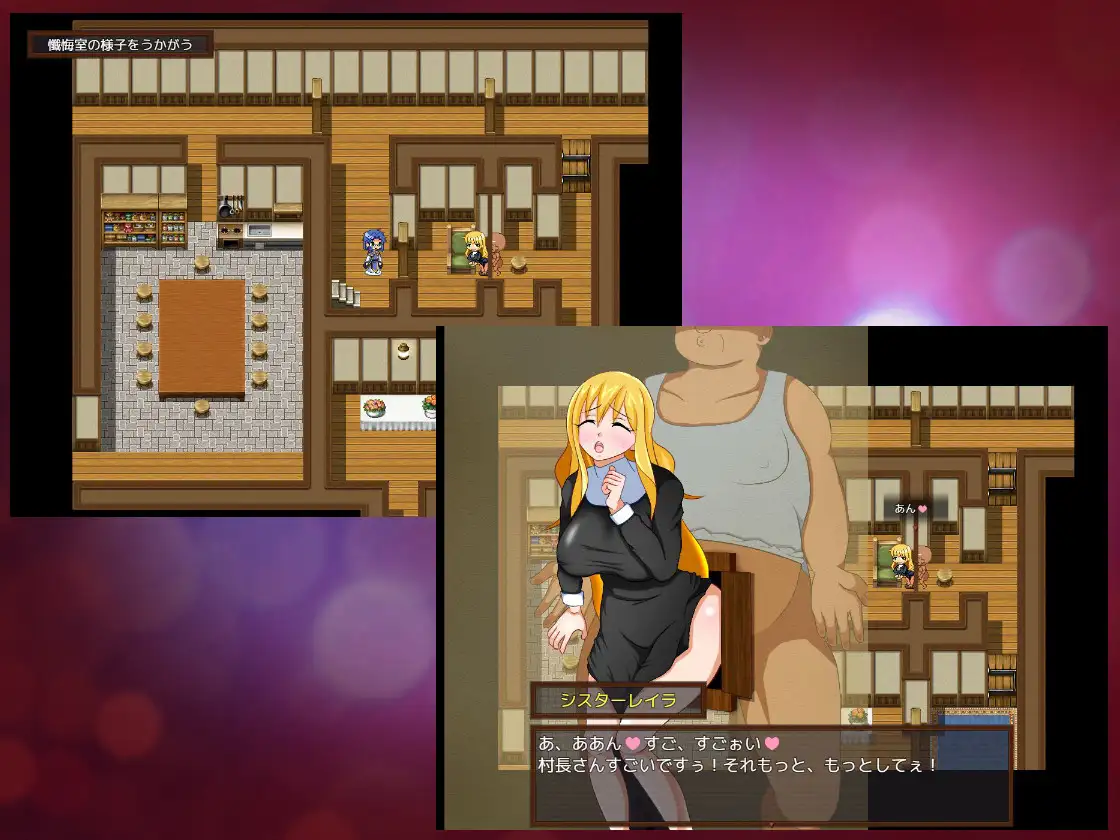 懺悔室の様子をうかがう
あん♥
シスターレイラ
あ、ああん♥すご、すごぉい♥
村長さんすごいですぅ！それもっと、もっとしてぇ！